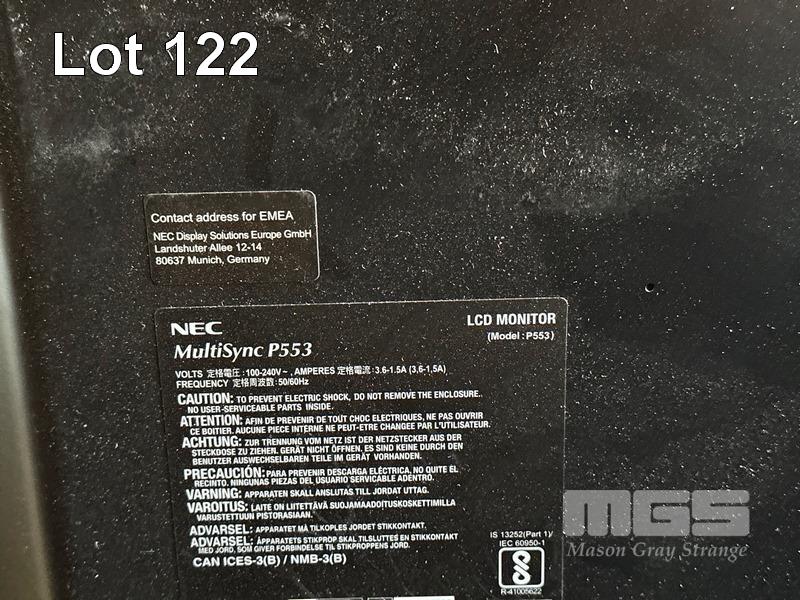 Lot 122
Contact address for EMEA
NEC Display Solutions Europe GmbH
Landshuter Allee 12-14
80637 Munich, Germany
NEC
LCD MONITOR
MultiSync P553
(Model : P553)
VOLTS 定格電圧 : 100-240V~ , AMPERES 定格電流 : 3.6-1.5A (3,6-1,5A)
FREQUENCY 定格周波数 : 50/60Hz
CAUTION: TO PREVENT ELECTRIC SHOCK, DO NOT REMOVE THE ENCLOSURE.
NO USER-SERVICEABLE PARTS INSIDE.
ATTENTION: AFIN DE PREVENIR DE TOUT CHOC ELECTRIQUES, NE PAS OUVRIR
CE BOITIER. AUCUNE PIECE INTERNE NE PEUT-ETRE CHANGEE PAR L'UTILISATEUR.
ACHTUNG: ZUR TRENNUNG VOM NETZ IST DER NETZSTECKER AUS DER
STECKDOSE ZU ZIEHEN. GERÄT NICHT ÖFFNEN. ES SIND KEINE DURCH DEN
BENUTZER AUSWECHSELBAREN TEILE IM GERÄT VORHANDEN.
PRECAUCIÓN: PARA PREVENIR DESCARGA ELÉCTRICA, NO QUITE EL
RECINTO. NINGUNAS PIEZAS DEL USUARIO SERVICEABLE ADENTRO.
VARNING: APPARATEN SKALL ANSLUTAS TILL JORDAT UTTAG.
VAROITUS: LAITE ON LIITETTÄVÄ SUOJAMAADOITUSKOSKETTIMILLA
VARUSTETTUUN PISTORASIAAN.
ADVARSEL: APPARATET MÅ TILKOPLES JORDET STIKKONTAKT.
ADVARSEL: APPARATETS STIKPROP SKAL TILSLUTTES EN STIKKONTAKT
MED JORD, SOM GIVER FORBINDELSE TIL STIKPROPPENS JORD.
CAN ICES-3(B) / NMB-3(B)
IS 13252(Part 1)/
IEC 60950-1
R-41005622
MGS
Mason Gray Strange